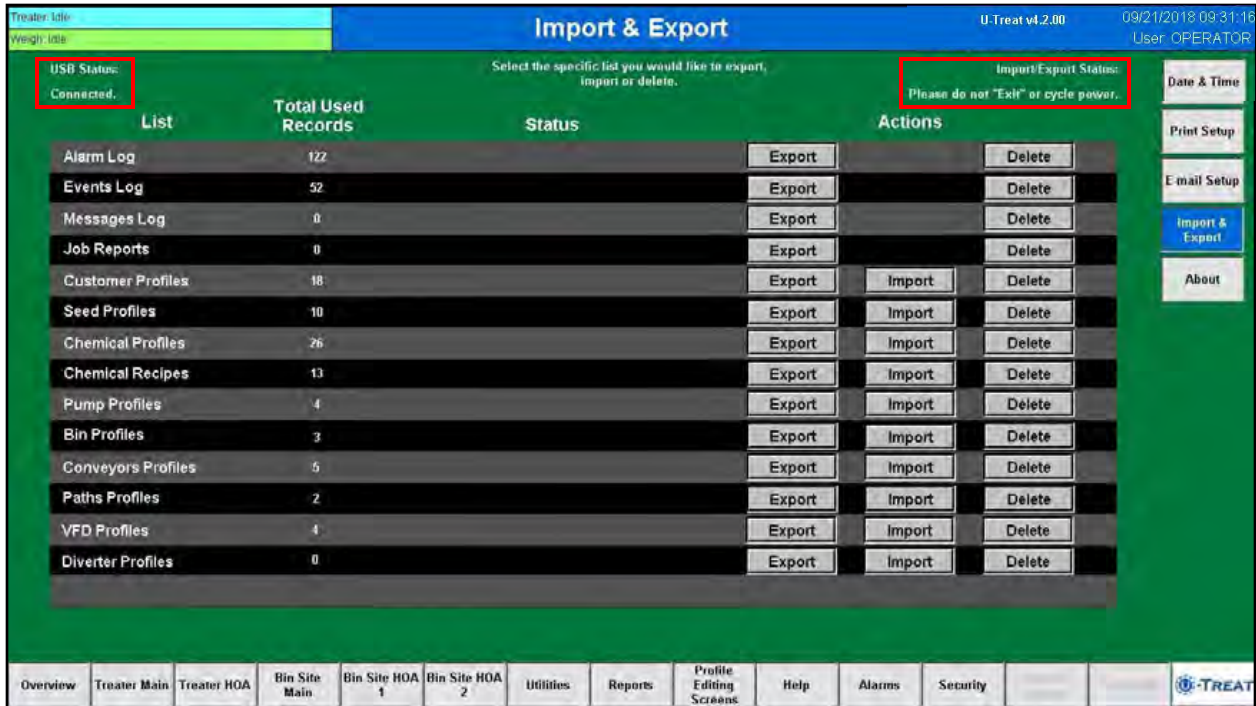 Treater: Idle
Weigh: Idle
Import & Export
U-Treat v4.2.00
09/21/2018 09:31:16
User: OPERATOR
USB Status:
Connected.
Select the specific list you would like to export,
import or delete.
Import/Export Status:
Please do not "Exit" or cycle power.
List
Total Used
Records
Status
Actions
Alarm Log 122 Export Delete
Events Log 52 Export Delete
Messages Log 0 Export Delete
Job Reports 0 Export Delete
Customer Profiles 18 Export Import Delete
Seed Profiles 10 Export Import Delete
Chemical Profiles 26 Export Import Delete
Chemical Recipes 13 Export Import Delete
Pump Profiles 4 Export Import Delete
Bin Profiles 3 Export Import Delete
Conveyors Profiles 5 Export Import Delete
Paths Profiles 2 Export Import Delete
VFD Profiles 4 Export Import Delete
Diverter Profiles 0 Export Import Delete
Date & Time
Print Setup
E-mail Setup
Import &
Export
About
Overview
Treater Main
Treater HOA
Bin Site
Main
Bin Site HOA
1
Bin Site HOA
2
Utilities
Reports
Profile
Editing
Screens
Help
Alarms
Security
U-TREAT